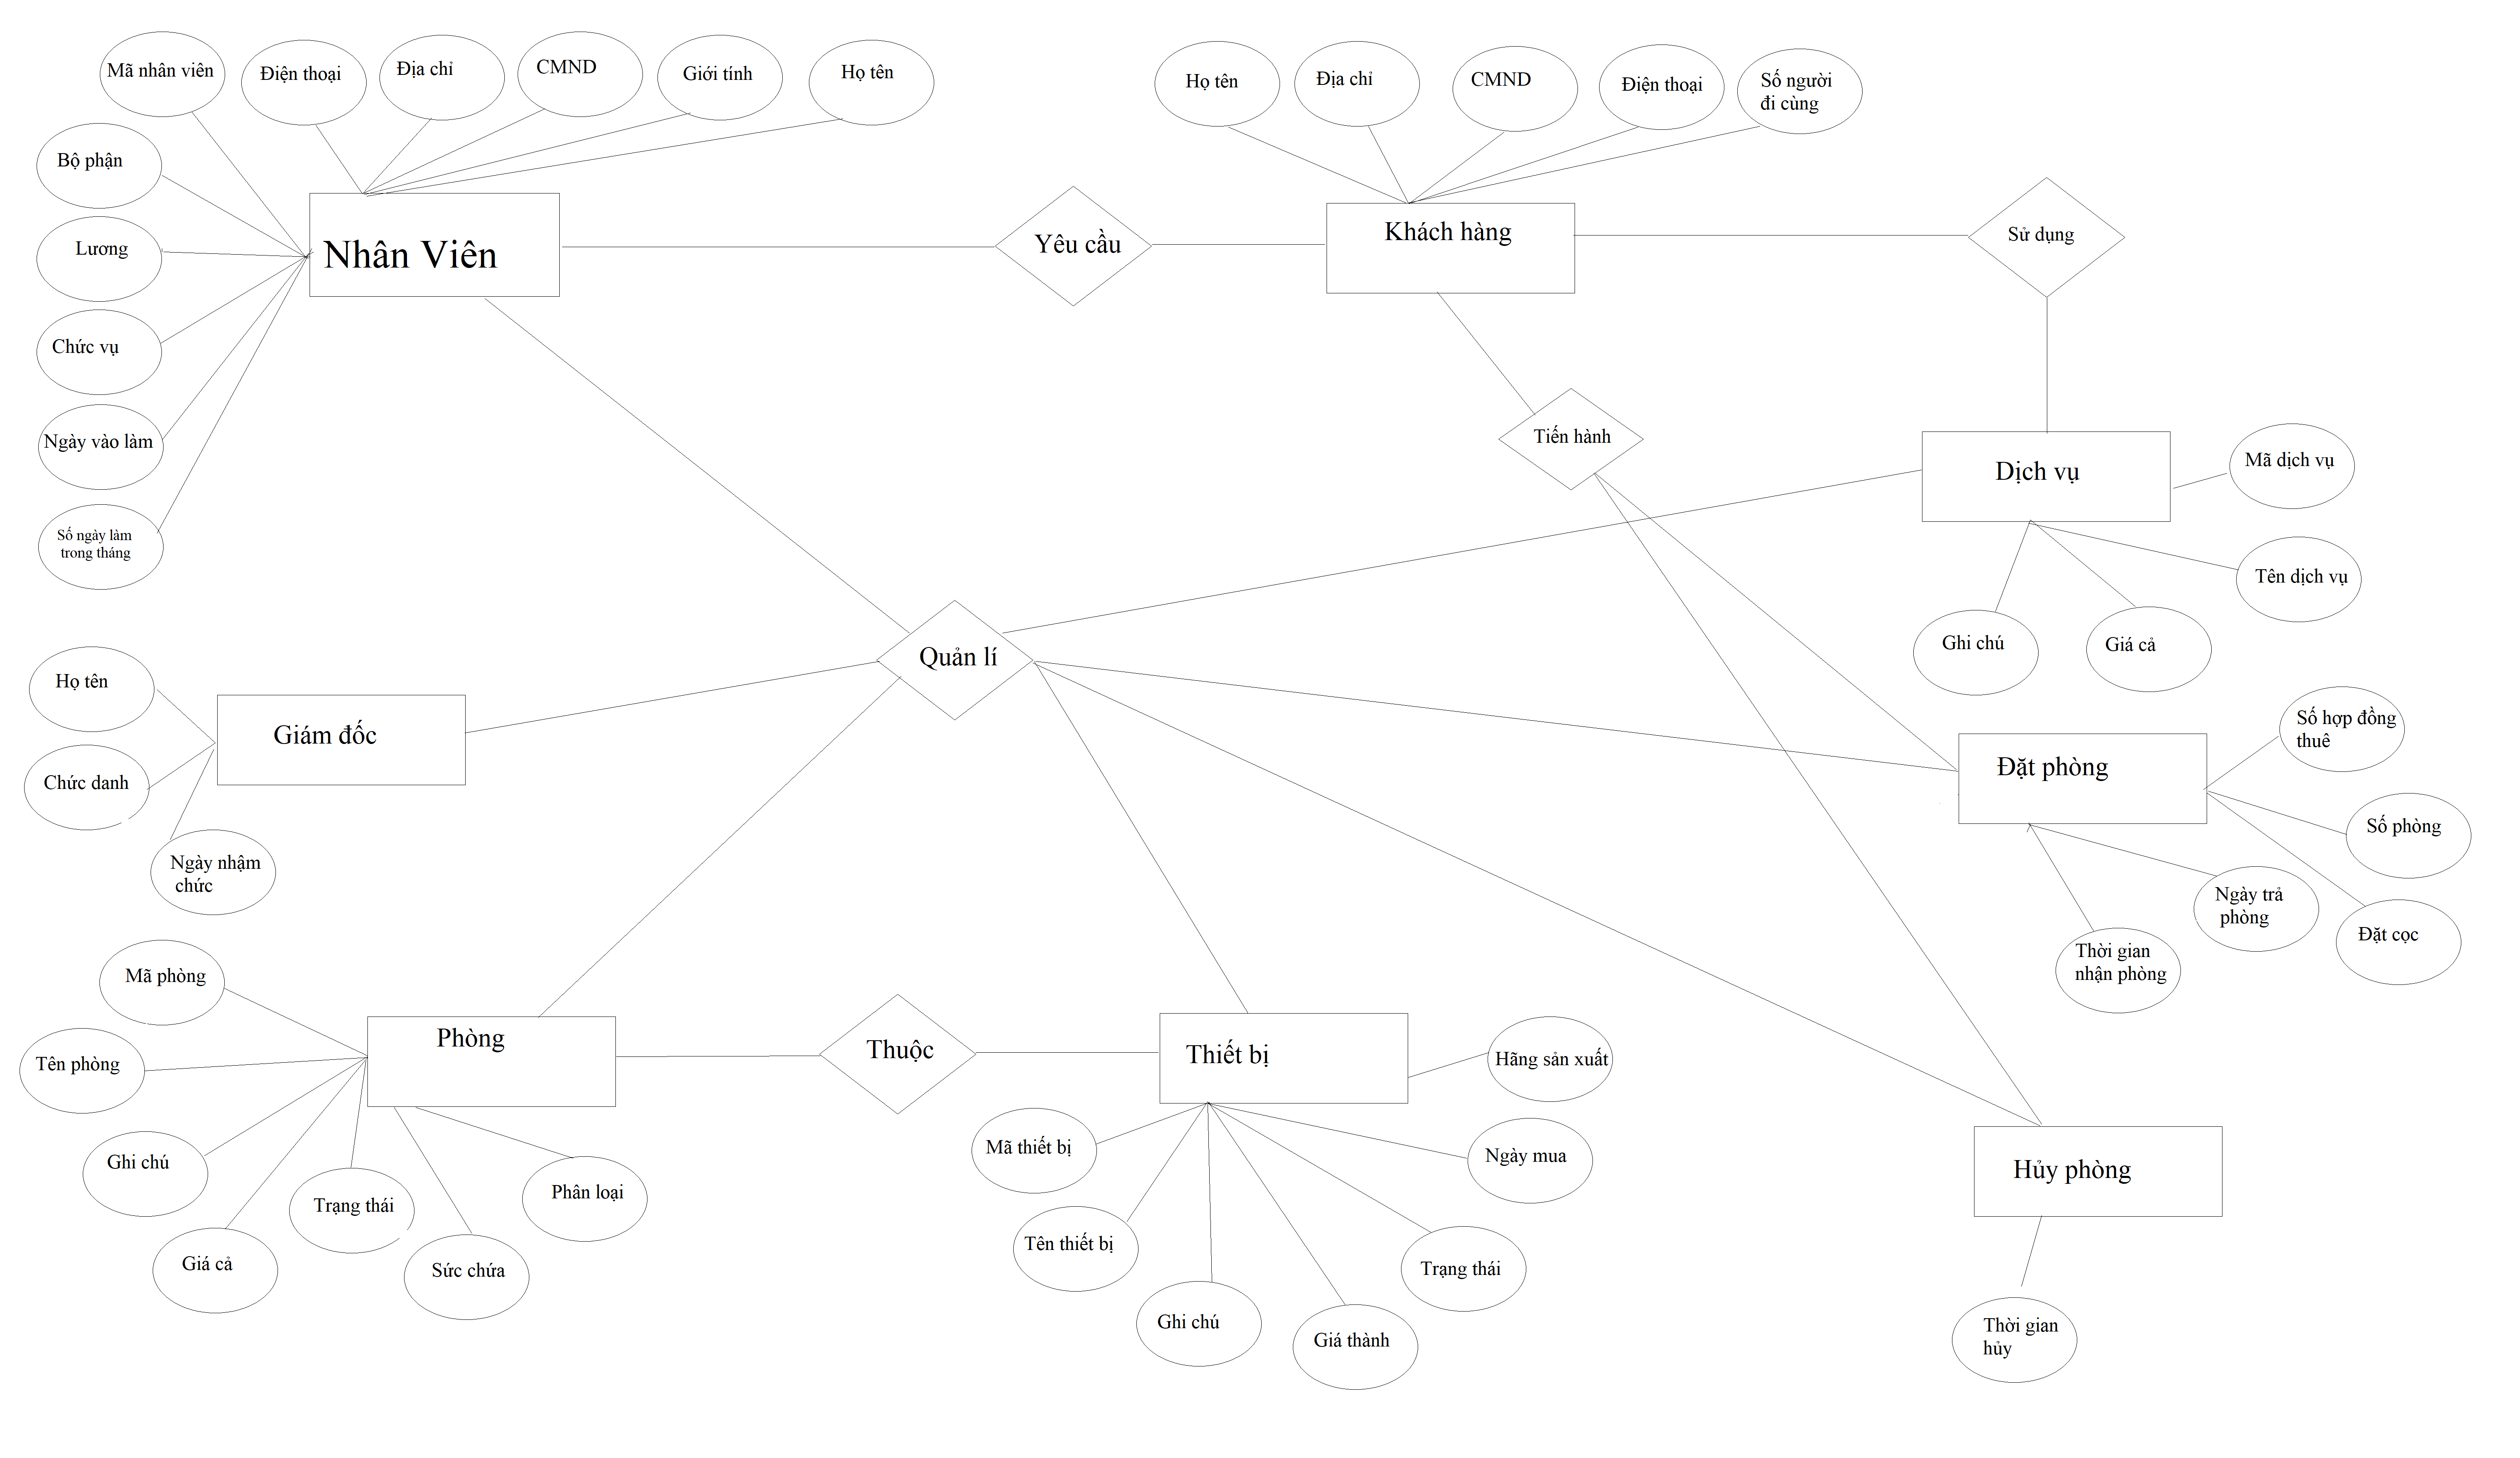 Mã nhân viên
Điện thoại
Địa chỉ
CMND
Giới tính
Họ tên
Họ tên
Địa chỉ
CMND
Điện thoại
Số người
đi cùng
Bộ phận
Lương
Chức vụ
Ngày vào làm
Số ngày làm
trong tháng
Nhân Viên
Yêu cầu
Khách hàng
Sử dụng
Tiến hành
Dịch vụ
Mã dịch vụ
Tên dịch vụ
Ghi chú
Giá cả
Quản lí
Họ tên
Chức danh
Ngày nhậm
chức
Giám đốc
Đặt phòng
Số hợp đồng
thuê
Số phòng
Đặt cọc
Ngày trả
phòng
Thời gian
nhận phòng
Mã phòng
Tên phòng
Ghi chú
Giá cả
Trạng thái
Sức chứa
Phân loại
Phòng
Thuộc
Thiết bị
Hãng sản xuất
Ngày mua
Mã thiết bị
Tên thiết bị
Trạng thái
Ghi chú
Giá thành
Hủy phòng
Thời gian
hủy